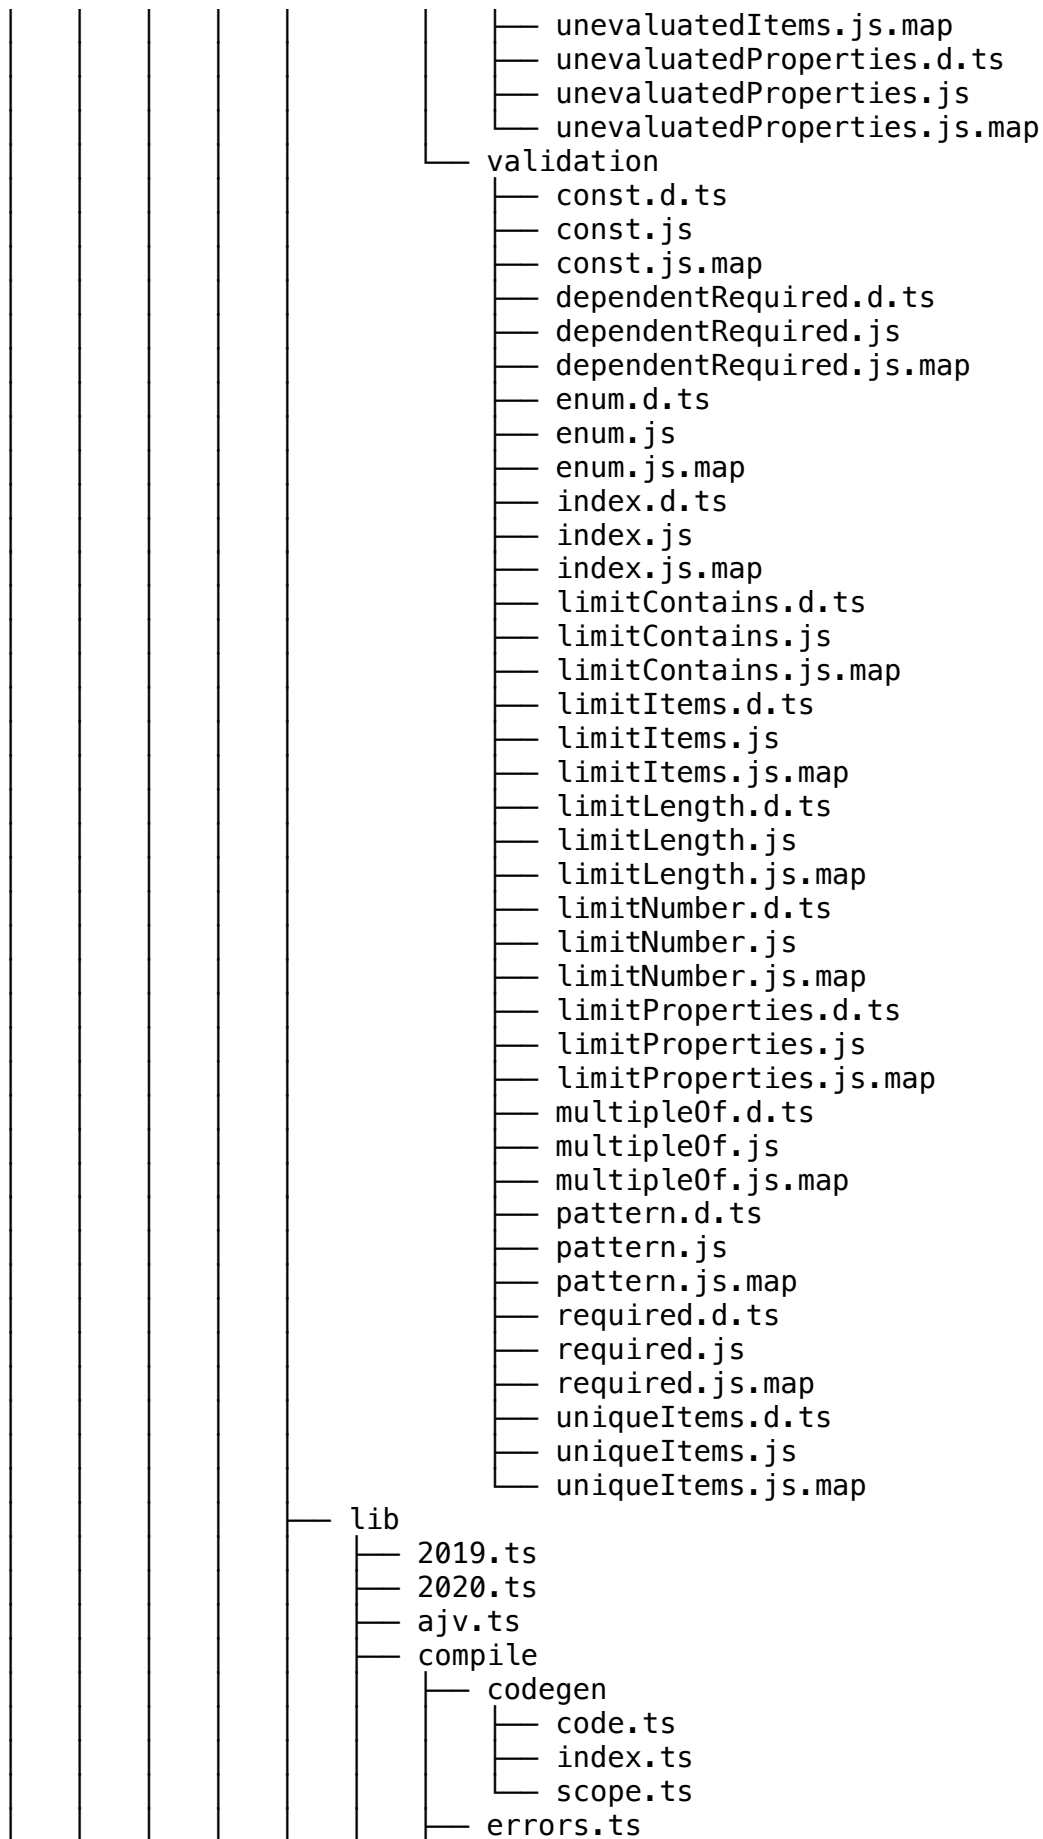 unevaluatedItems.js.map
unevaluatedProperties.d.ts
unevaluatedProperties.js
unevaluatedProperties.js.map
validation
const.d.ts
const.js
const.js.map
dependentRequired.d.ts
dependentRequired.js
dependentRequired.js.map
enum.d.ts
enum.js
enum.js.map
index.d.ts
index.js
index.js.map
limitContains.d.ts
limitContains.js
limitContains.js.map
limitItems.d.ts
limitItems.js
limitItems.js.map
limitLength.d.ts
limitLength.js
limitLength.js.map
limitNumber.d.ts
limitNumber.js
limitNumber.js.map
limitProperties.d.ts
limitProperties.js
limitProperties.js.map
multipleOf.d.ts
multipleOf.js
multipleOf.js.map
pattern.d.ts
pattern.js
pattern.js.map
required.d.ts
required.js
required.js.map
uniqueItems.d.ts
uniqueItems.js
uniqueItems.js.map
lib
2019.ts
2020.ts
ajv.ts
compile
codegen
code.ts
index.ts
scope.ts
errors.ts